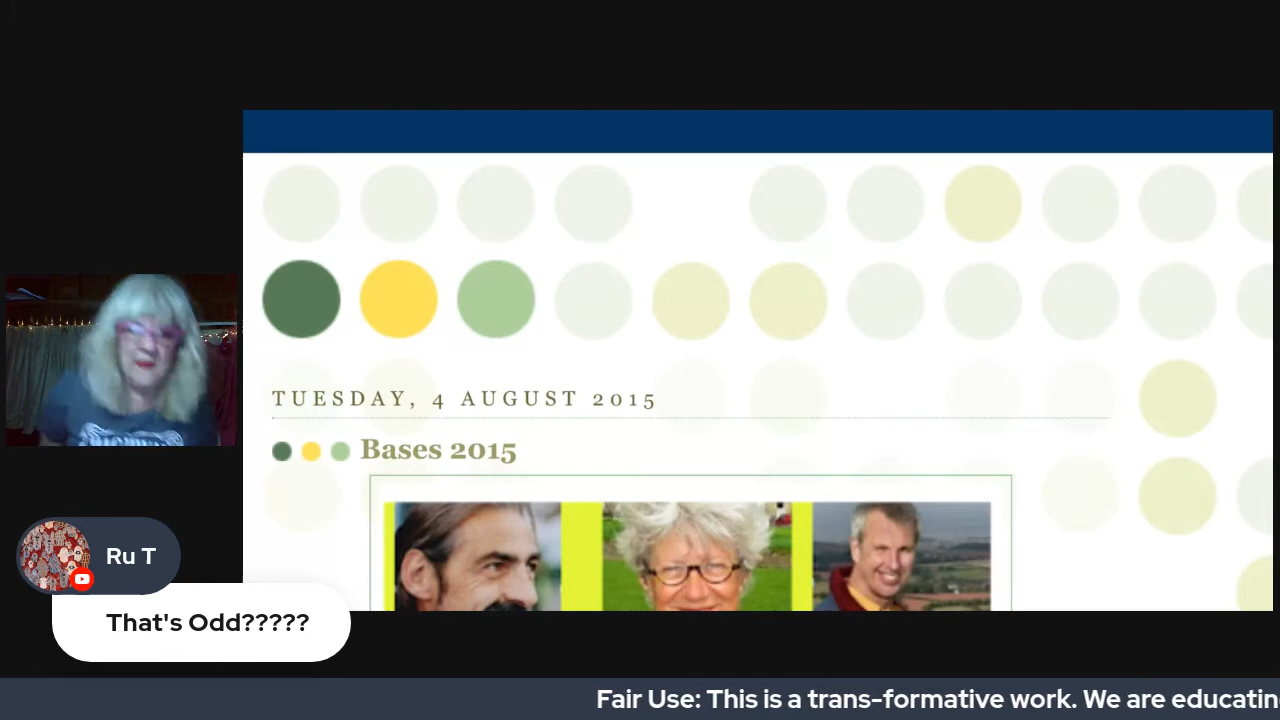 TUESDAY, 4 AUGUST 2015
Bases 2015
Ru T
That's Odd?????
Fair Use: This is a trans-formative work. We are educatin